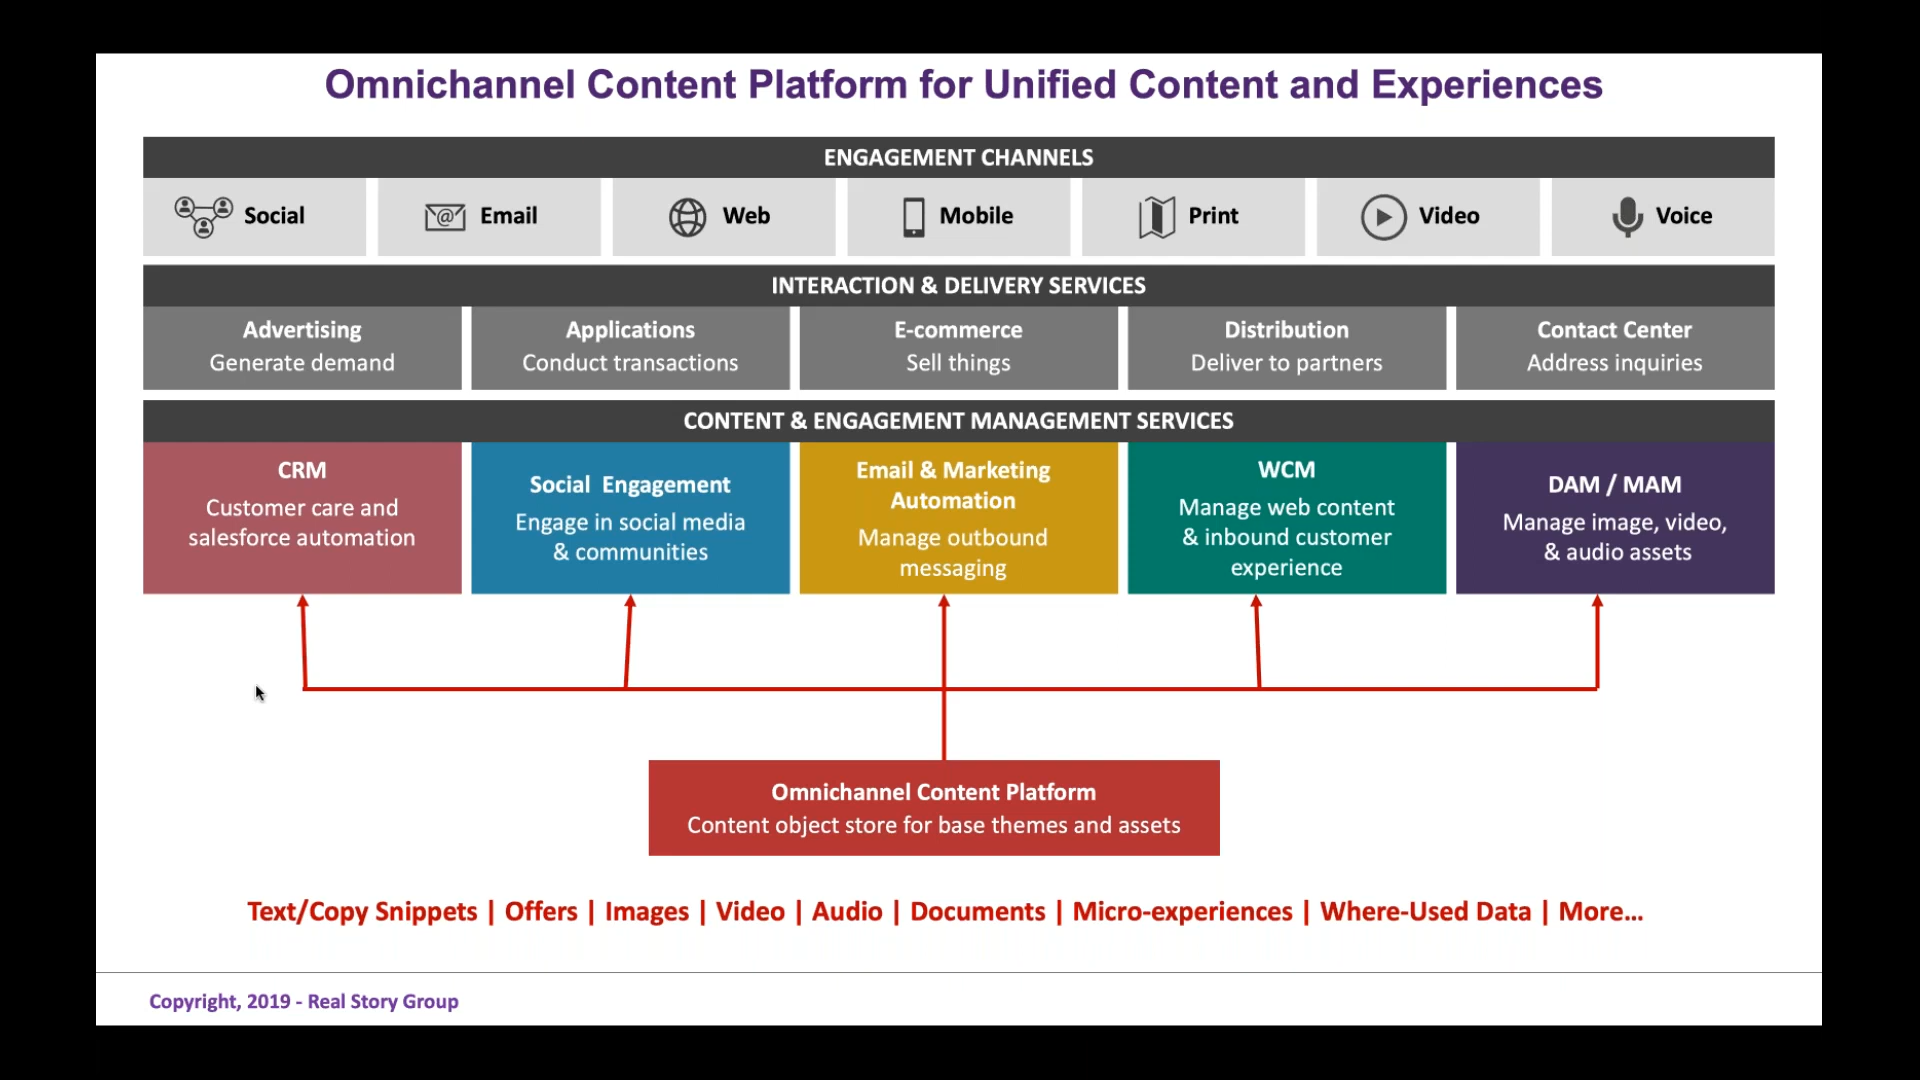 Omnichannel Content Platform for Unified Content and Experiences
ENGAGEMENT CHANNELS
Social
Email
Web
Mobile
Print
Video
Voice
INTERACTION & DELIVERY SERVICES
Advertising
Generate demand
Applications
Conduct transactions
E-commerce
Sell things
Distribution
Deliver to partners
Contact Center
Address inquiries
CONTENT & ENGAGEMENT MANAGEMENT SERVICES
CRM
Customer care and
salesforce automation
Social Engagement
Engage in social media
& communities
Email & Marketing
Automation
Manage outbound
messaging
WCM
Manage web content
& inbound customer
experience
DAM / MAM
Manage image, video,
& audio assets
Omnichannel Content Platform
Content object store for base themes and assets
Text/Copy Snippets | Offers | Images | Video | Audio | Documents | Micro-experiences | Where-Used Data | More...
Copyright, 2019 - Real Story Group